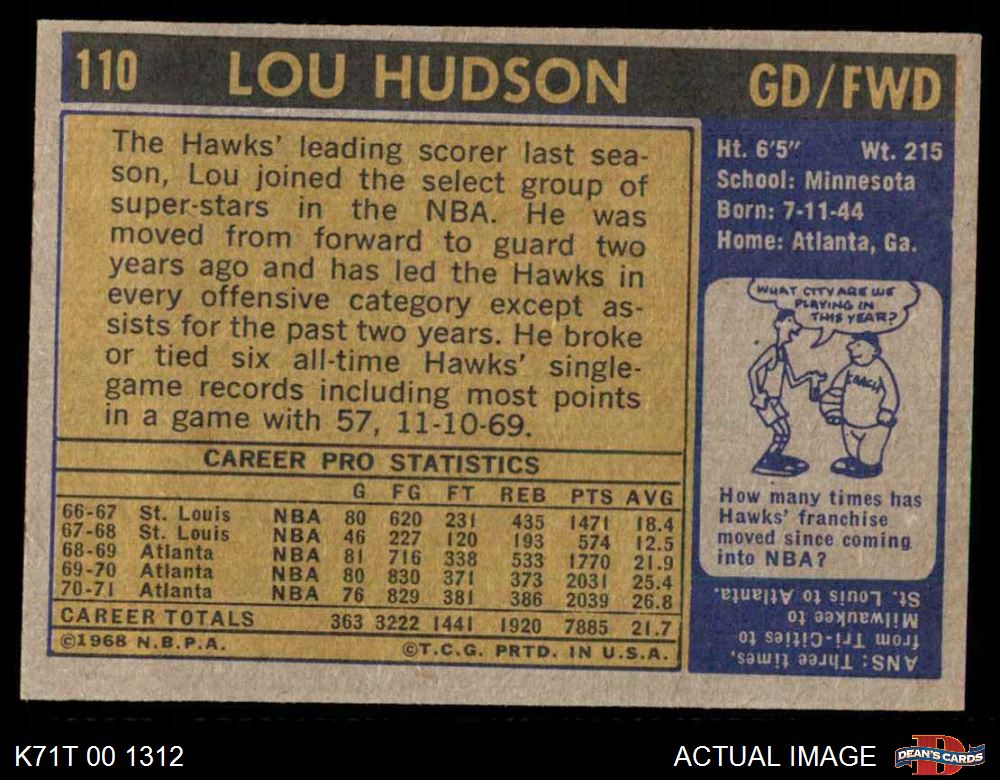 110 LOU HUDSON GD/FWD
The Hawks' leading scorer last sea-
son, Lou joined the select group of
super-stars in the NBA. He was
moved from forward to guard two
years ago and has led the Hawks in
every offensive category except as-
sists for the past two years. He broke
or tied six all-time Hawks' single-
game records including most points
in a game with 57, 11-10-69.
CAREER PRO STATISTICS
G FG FT REB PTS AVG
66-67 St. Louis NBA 80 620 231 435 1471 18.4
67-68 St. Louis NBA 46 227 120 193 574 12.5
68-69 Atlanta NBA 81 716 338 533 1770 21.9
69-70 Atlanta NBA 80 830 371 373 2031 25.4
70-71 Atlanta NBA 76 829 381 386 2039 26.8
CAREER TOTALS 363 3222 1441 1920 7885 21.7
©1968 N.B.P.A. ©T.C.G. PRTD. IN U.S.A.
Ht. 6'5" Wt. 215
School: Minnesota
Born: 7-11-44
Home: Atlanta, Ga.
WHAT CITY ARE WE
PLAYING IN
THIS YEAR?
COACH
How many times has
Hawks' franchise
moved since coming
into NBA?
ANS: Three times,
from Tri-Cities to
Milwaukee to
St. Louis to Atlanta.
K71T 00 1312 ACTUAL IMAGE
DEAN'S CARDS